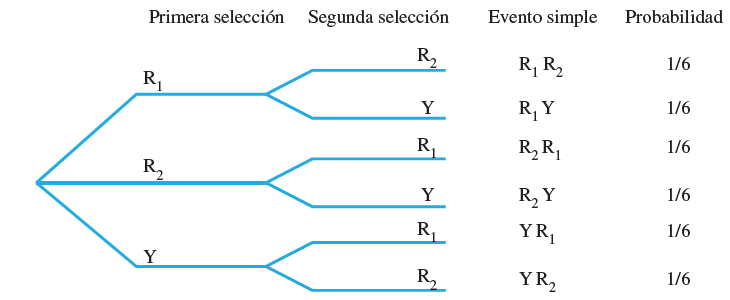 Primera selección Segunda selección Evento simple Probabilidad
R2 R1 R2 1/6
R1
Y R1 Y 1/6
R1 R2 R1 1/6
R2
Y R2 Y 1/6
R1 Y R1 1/6
Y
R2 Y R2 1/6